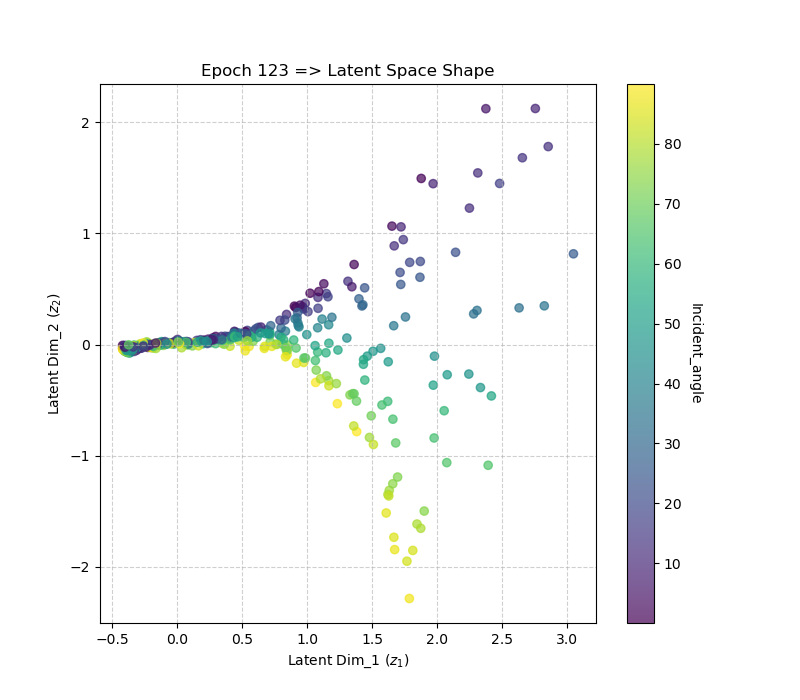 Epoch 123 => Latent Space Shape
Latent Dim_2 (z₂)
2
1
0
−1
−2
−0.5 0.0 0.5 1.0 1.5 2.0 2.5 3.0
Latent Dim_1 (z₁)
80
70
60
50
40
30
20
10
Incident_angle